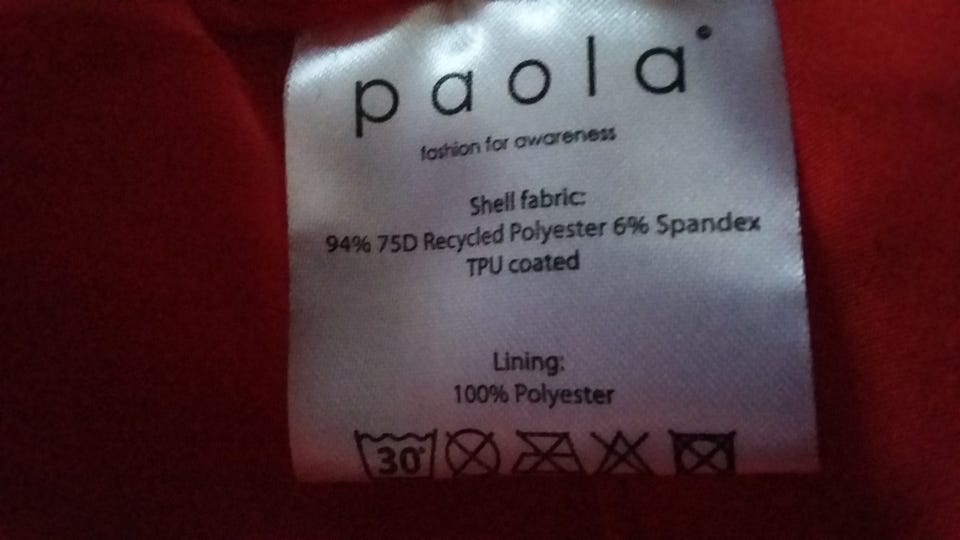 paola
fashion for awareness
Shell fabric:
94% 75D Recycled Polyester 6% Spandex
TPU coated
Lining:
100% Polyester
30°